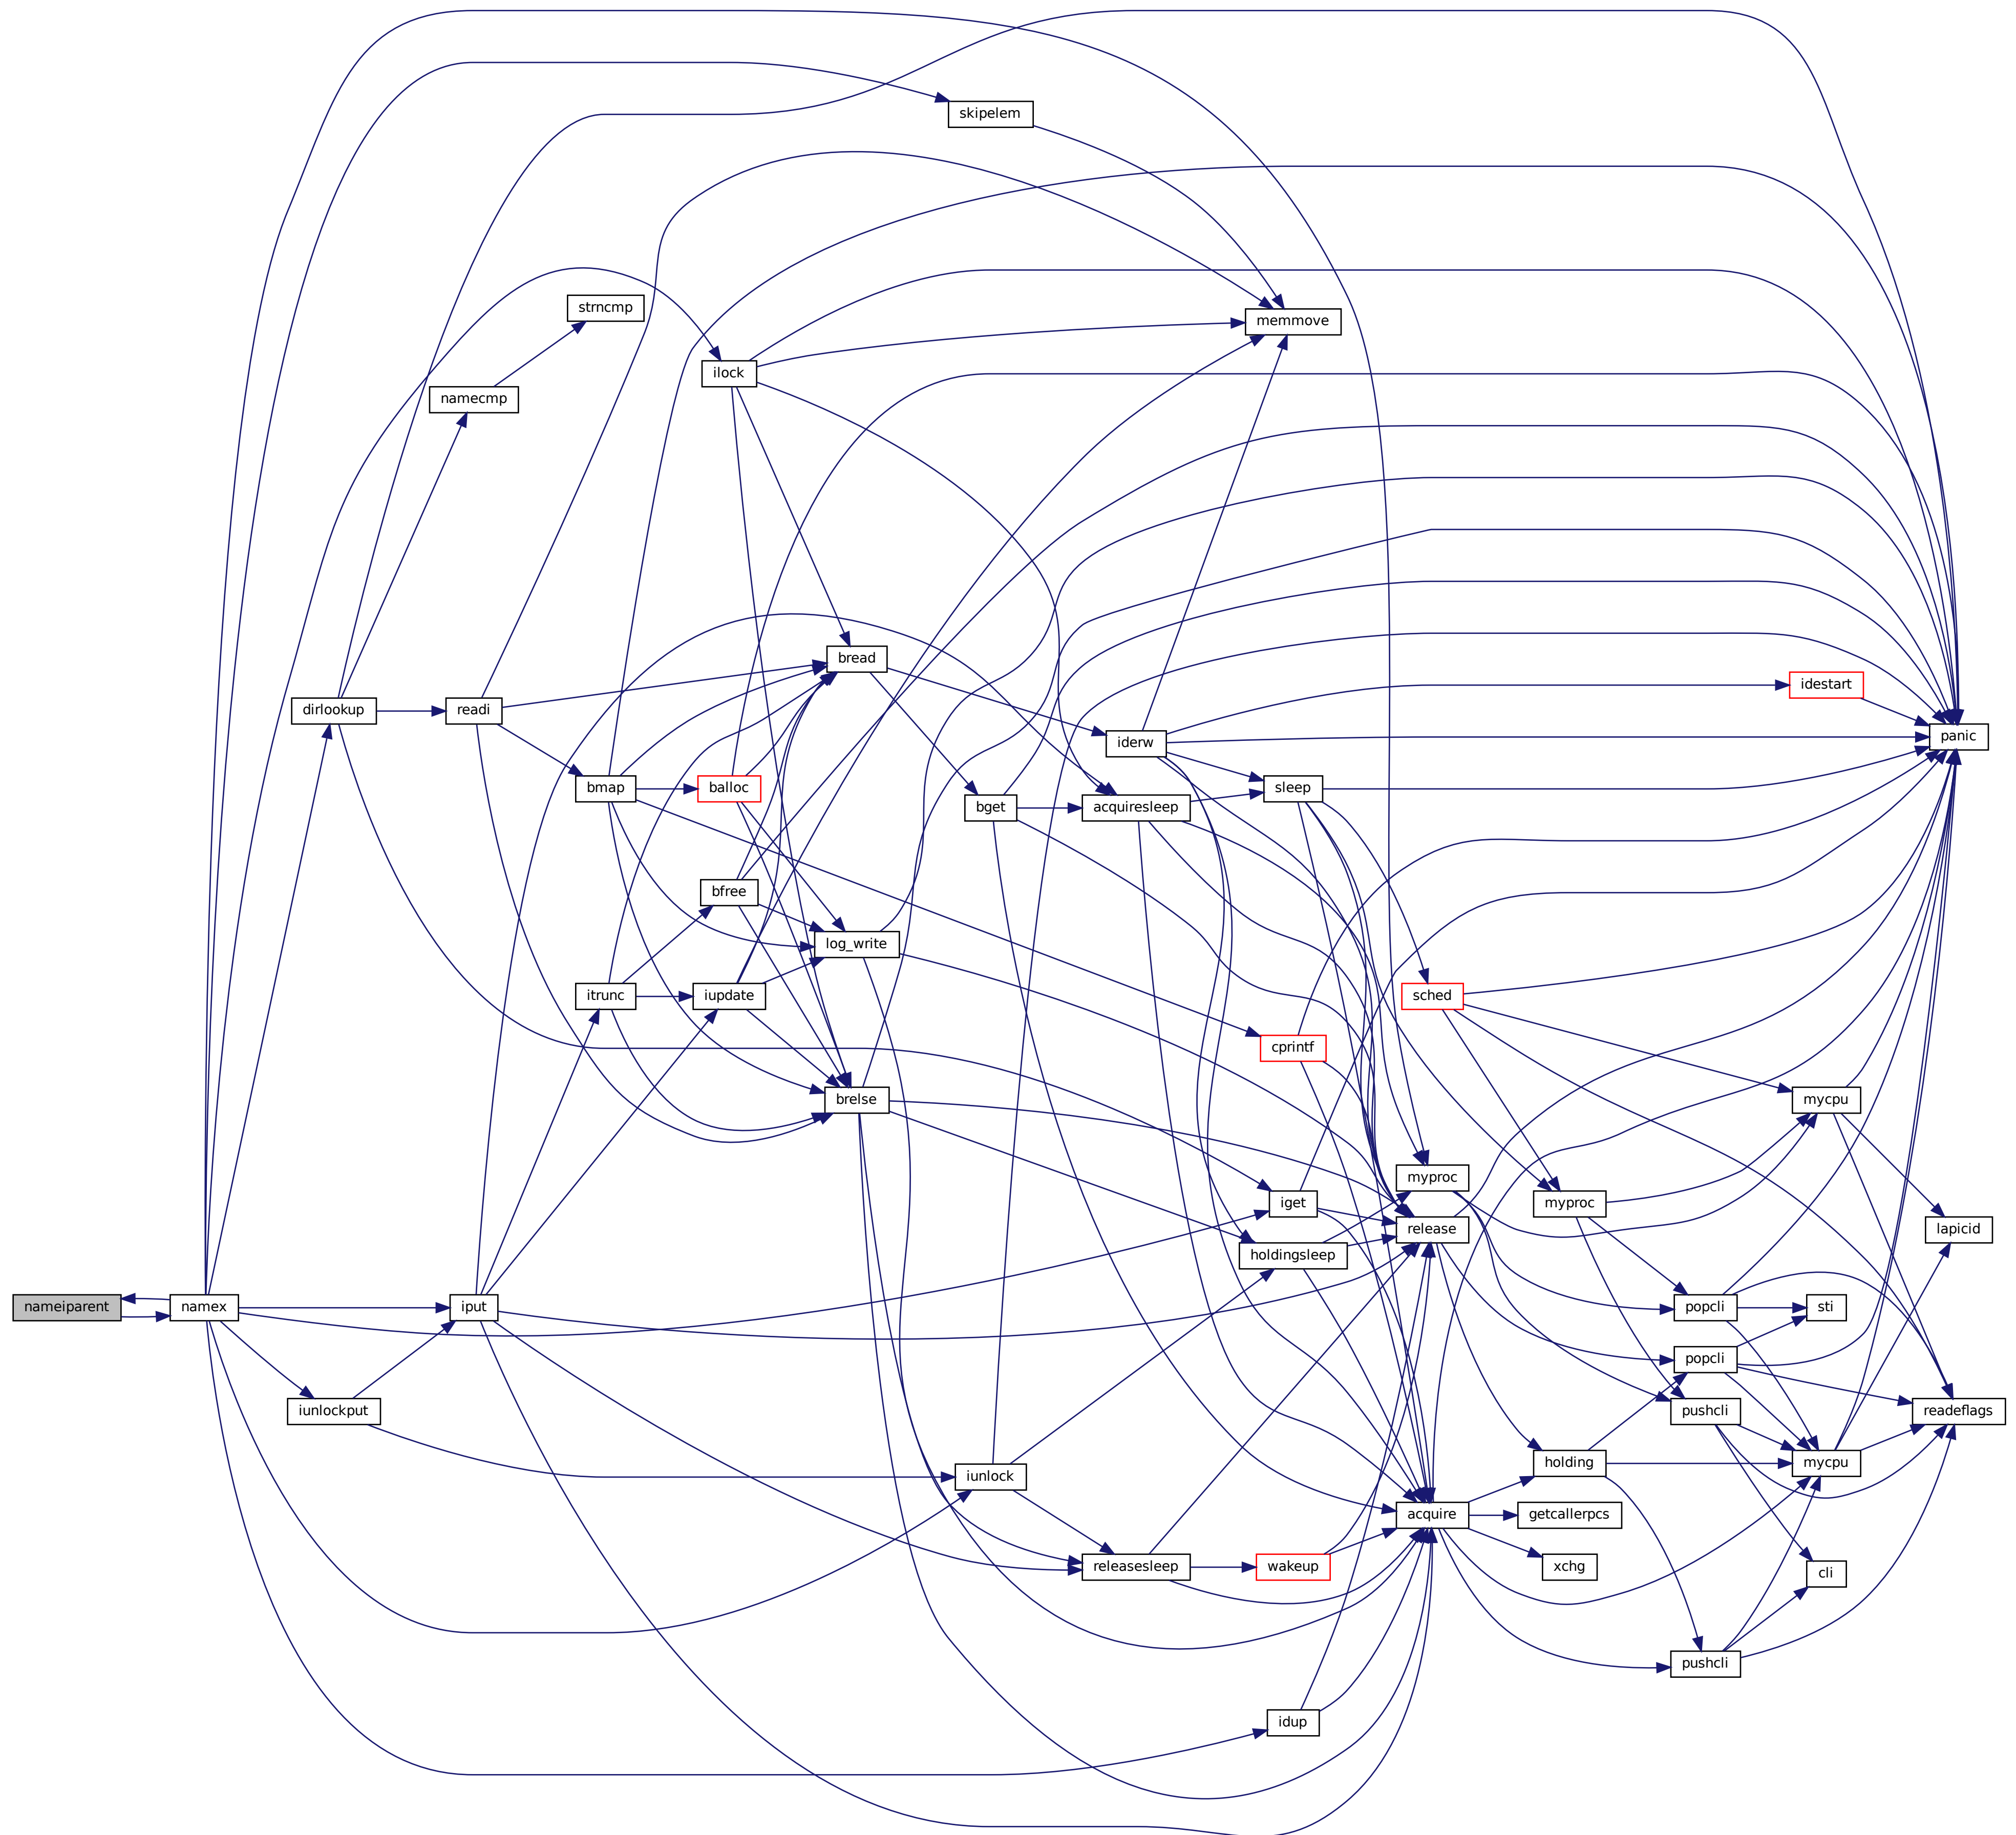 skipelem
strncmp
memmove
ilock
namecmp
bread
idestart
dirlookup
readi
panic
iderw
bmap
balloc
sleep
bget
acquiresleep
bfree
log_write
itrunc
iupdate
sched
cprintf
brelse
mycpu
myproc
iget
myproc
release
lapicid
holdingsleep
nameiparent
namex
iput
popcli
sti
popcli
iunlockput
pushcli
readeflags
iunlock
holding
mycpu
acquire
getcallerpcs
releasesleep
wakeup
xchg
cli
pushcli
idup